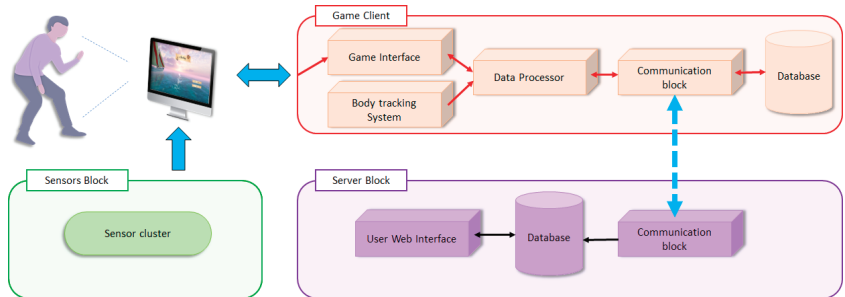 Game Client
Game Interface
Data Processor
Communication
block
Database
Body tracking
System
Sensors Block
Server Block
Sensor cluster
User Web Interface
Database
Communication
block